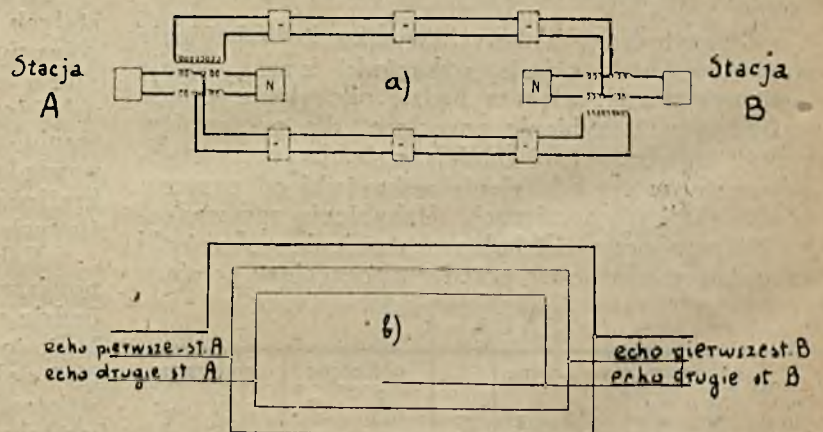 Stacja
A
N
a)
N
Stacja
B
b)
echo pierwsze st. A
echo drugie st. A
echo pierwsze st. B
echo drugie st. B